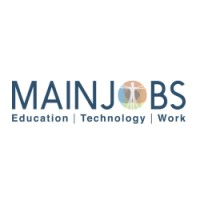 MAINJOBS
Education | Technology | Work